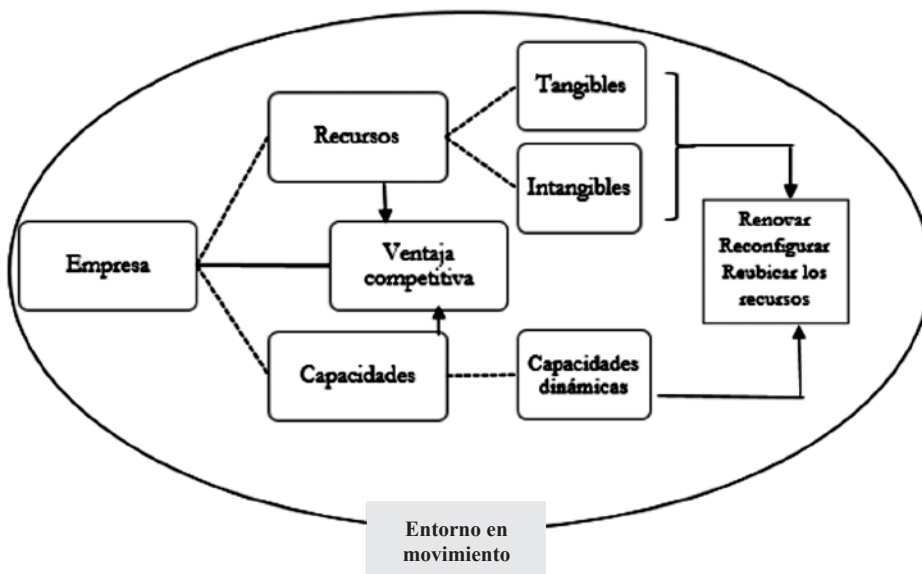 Tangibles
Recursos
Intangibles
Renovar
Reconfigurar
Reubicar los
recursos
Empresa
Ventaja
competitiva
Capacidades
Capacidades
dinámicas
Entorno en
movimiento